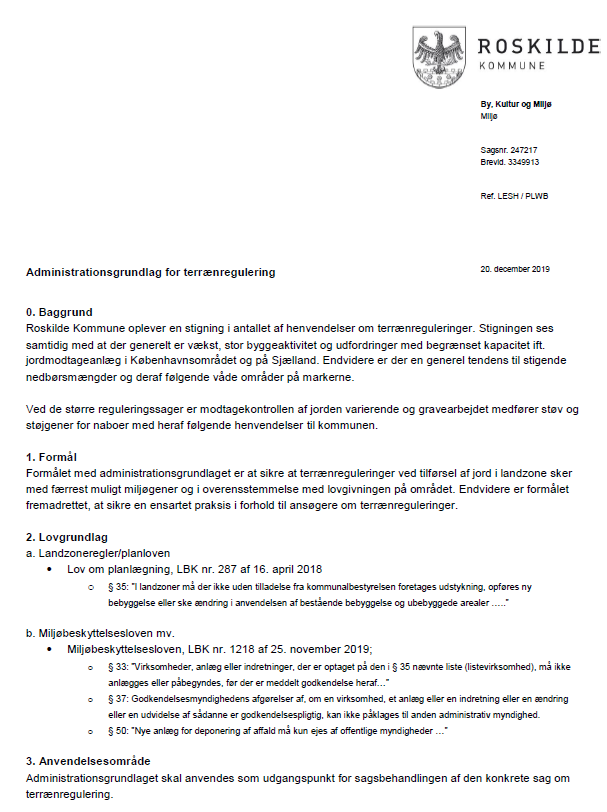 ROSKILDE
KOMMUNE
By, Kultur og Miljø
Miljø
Sagsnr. 247217
Brevid. 3349913
Ref. LESH / PLWB
20. december 2019
Administrationsgrundlag for terrænregulering
0. Baggrund
Roskilde Kommune oplever en stigning i antallet af henvendelser om terrænreguleringer. Stigningen ses
samtidig med at der generelt er vækst, stor byggeaktivitet og udfordringer med begrænset kapacitet ift.
jordmodtageanlæg i Københavnsområdet og på Sjælland. Endvidere er der en generel tendens til stigende
nedbørsmængder og deraf følgende våde områder på markerne.
Ved de større reguleringssager er modtagekontrollen af jorden varierende og gravearbejdet medfører støv og
støjgener for naboer med heraf følgende henvendelser til kommunen.
1. Formål
Formålet med administrationsgrundlaget er at sikre at terrænreguleringer ved tilførsel af jord i landzone sker
med færrest muligt miljøgener og i overensstemmelse med lovgivningen på området. Endvidere er formålet
fremadrettet, at sikre en ensartet praksis i forhold til ansøgere om terrænreguleringer.
2. Lovgrundlag
a. Landzoneregler/planloven
• Lov om planlægning, LBK nr. 287 af 16. april 2018
o § 35: "I landzoner må der ikke uden tilladelse fra kommunalbestyrelsen foretages udstykning, opføres ny
bebyggelse eller ske ændring i anvendelsen af bestående bebyggelse og ubebyggede arealer ….."
b. Miljøbeskyttelsesloven mv.
• Miljøbeskyttelsesloven, LBK nr. 1218 af 25. november 2019;
o § 33: "Virksomheder, anlæg eller indretninger, der er optaget på den i § 35 nævnte liste (listevirksomhed), må ikke
anlægges eller påbegyndes, før der er meddelt godkendelse heraf…"
o § 37: Godkendelsesmyndighedens afgørelser af, om en virksomhed, et anlæg eller en indretning eller en ændring
eller en udvidelse af sådanne er godkendelsespligtig, kan ikke påklages til anden administrativ myndighed.
o § 50: "Nye anlæg for deponering af affald må kun ejes af offentlige myndigheder …"
3. Anvendelsesområde
Administrationsgrundlaget skal anvendes som udgangspunkt for sagsbehandlingen af den konkrete sag om
terrænregulering.